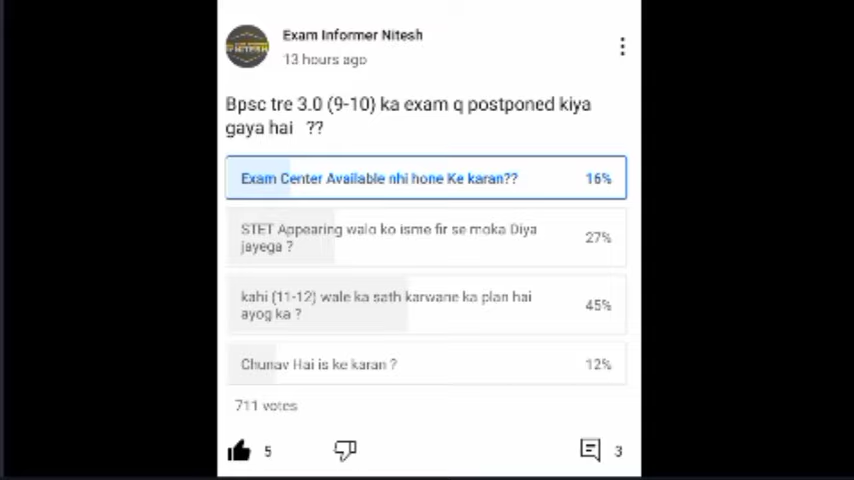 Exam Informer Nitesh
13 hours ago
Bpsc tre 3.0 (9-10) ka exam q postponed kiya
gaya hai ??
Exam Center Available nhi hone Ke karan??
16%
STET Appearing walo ko isme fir se moka Diya
jayega ?
27%
kahi (11-12) wale ka sath karwane ka plan hai
ayog ka ?
45%
Chunav Hai is ke karan ?
12%
711 votes
5
3